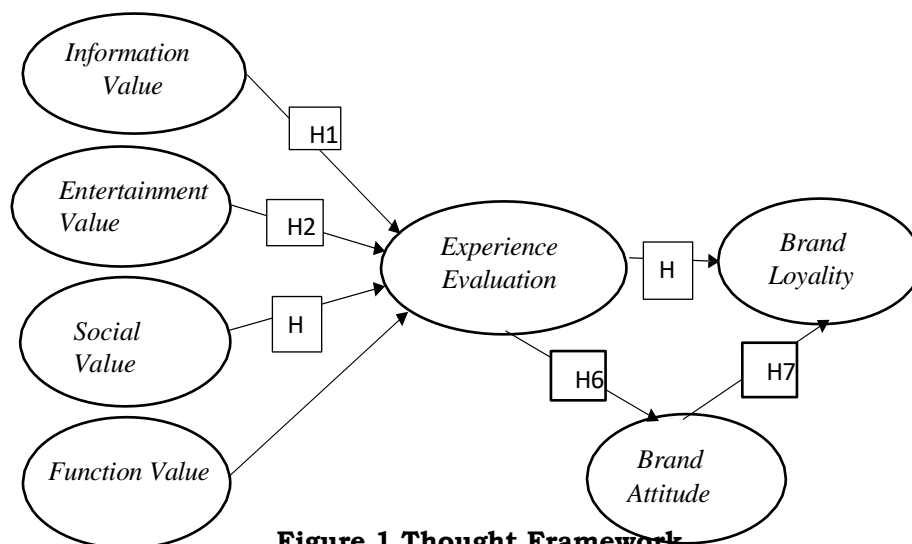 Information
Value
H1
Entertainment
Value
H2
Experience
Evaluation
H
Brand
Loyality
Social
Value
H
H6
H7
Function Value
Brand
Attitude
Figure 1 Thought Framework